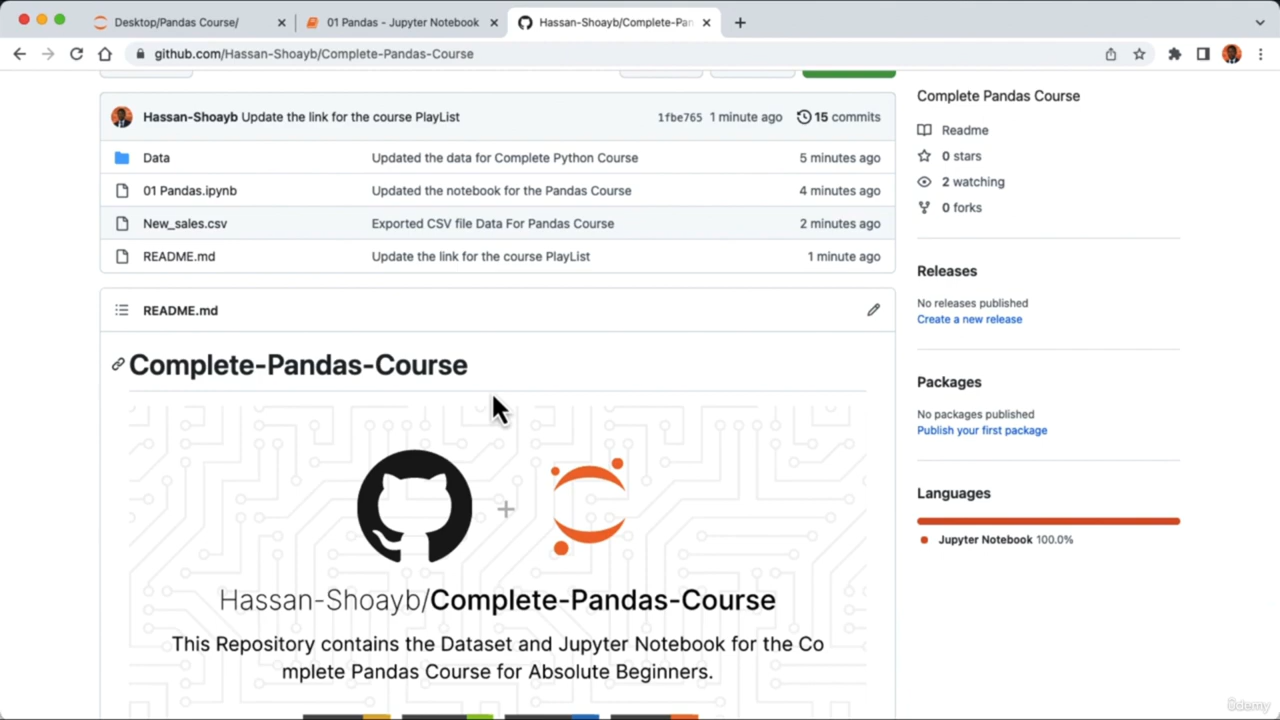 Desktop/Pandas Course/
01 Pandas - Jupyter Notebook
Hassan-Shoayb/Complete-Pan
github.com/Hassan-Shoayb/Complete-Pandas-Course
Hassan-Shoayb Update the link for the course PlayList 1fbe765 1 minute ago 15 commits
Data Updated the data for Complete Python Course 5 minutes ago
01 Pandas.ipynb Updated the notebook for the Pandas Course 4 minutes ago
New_sales.csv Exported CSV file Data For Pandas Course 2 minutes ago
README.md Update the link for the course PlayList 1 minute ago
README.md
Complete-Pandas-Course
Hassan-Shoayb/Complete-Pandas-Course
This Repository contains the Dataset and Jupyter Notebook for the Co
mplete Pandas Course for Absolute Beginners.
Complete Pandas Course
Readme
0 stars
2 watching
0 forks
Releases
No releases published
Create a new release
Packages
No packages published
Publish your first package
Languages
Jupyter Notebook 100.0%
ûdemy